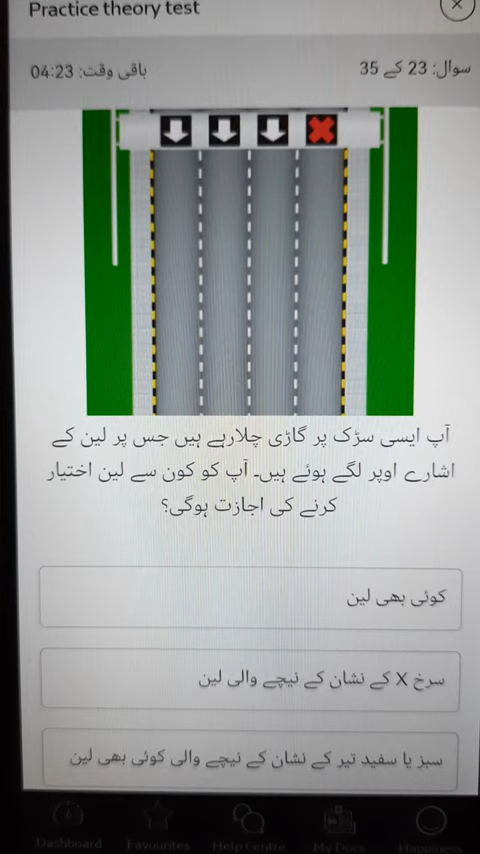 Practice theory test
سوال: 23 کے 35
باقی وقت: 04:23
آپ ایسی سڑک پر گاڑی چلارہے ہیں جس پر لین کے
اشارے اوپر لگے ہوئے ہیں۔ آپ کو کون سے لین اختیار
کرنے کی اجازت ہوگی؟
کوئی بھی لین
سرخ X کے نشان کے نیچے والی لین
سبز یا سفید تیر کے نشان کے نیچے والی کوئی بھی لین
Dashboard
Favourites
Help Centre
My Docs
Happiness